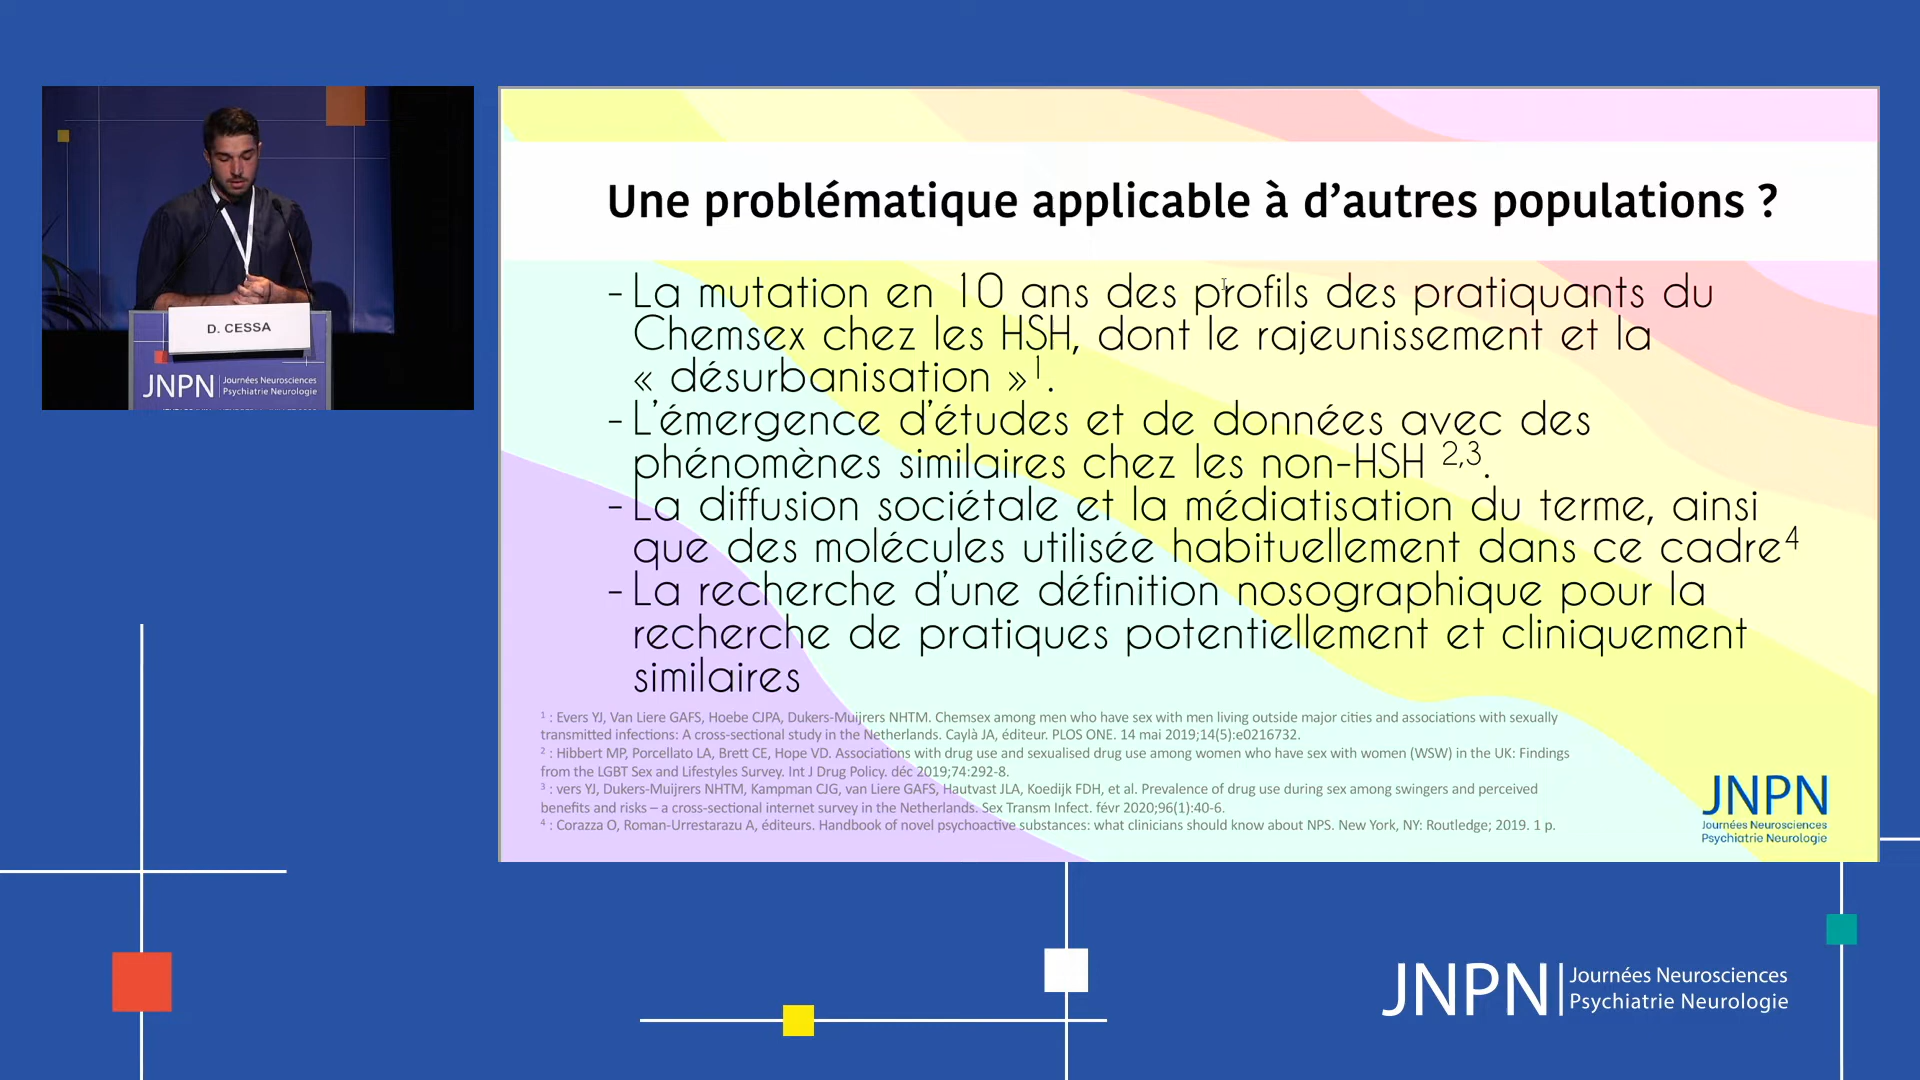 Une problématique applicable à d’autres populations ?
- La mutation en 10 ans des profils des pratiquants du
Chemsex chez les HSH, dont le rajeunissement et la
« désurbanisation »¹.
- L’émergence d’études et de données avec des
phénomènes similaires chez les non-HSH ²,³.
- La diffusion sociétale et la médiatisation du terme, ainsi
que des molécules utilisée habituellement dans ce cadre⁴
- La recherche d’une définition nosographique pour la
recherche de pratiques potentiellement et cliniquement
similaires
¹ : Evers YJ, Van Liere GAFS, Hoebe CJPA, Dukers-Muijrers NHTM. Chemsex among men who have sex with men living outside major cities and associations with sexually
transmitted infections: A cross-sectional study in the Netherlands. Caylà JA, éditeur. PLOS ONE. 14 mai 2019;14(5):e0216732.
² : Hibbert MP, Porcellato LA, Brett CE, Hope VD. Associations with drug use and sexualised drug use among women who have sex with women (WSW) in the UK: Findings
from the LGBT Sex and Lifestyles Survey. Int J Drug Policy. déc 2019;74:292-8.
³ : vers YJ, Dukers-Muijrers NHTM, Kampman CJG, van Liere GAFS, Hautvast JLA, Koedijk FDH, et al. Prevalence of drug use during sex among swingers and perceived
benefits and risks – a cross-sectional internet survey in the Netherlands. Sex Transm Infect. févr 2020;96(1):40-6.
⁴ : Corazza O, Roman-Urrestarazu A, éditeurs. Handbook of novel psychoactive substances: what clinicians should know about NPS. New York, NY: Routledge; 2019. 1 p.
JNPN
Journées Neurosciences
Psychiatrie Neurologie
D. CESSA
JNPN
Journées Neurosciences
Psychiatrie Neurologie
JNPN
Journées Neurosciences
Psychiatrie Neurologie